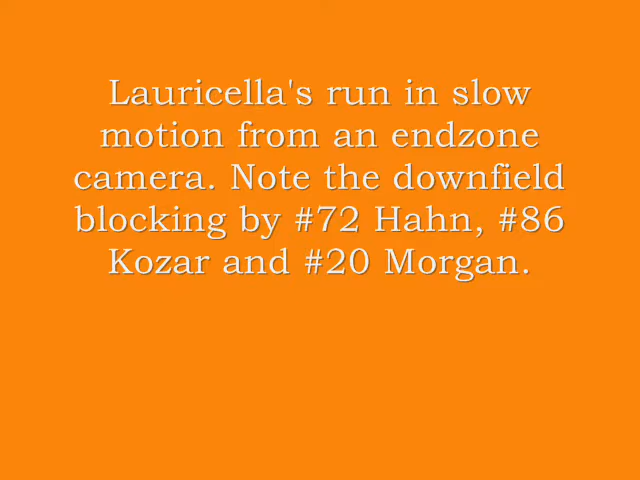 Lauricella's run in slow
motion from an endzone
camera. Note the downfield
blocking by #72 Hahn, #86
Kozar and #20 Morgan.